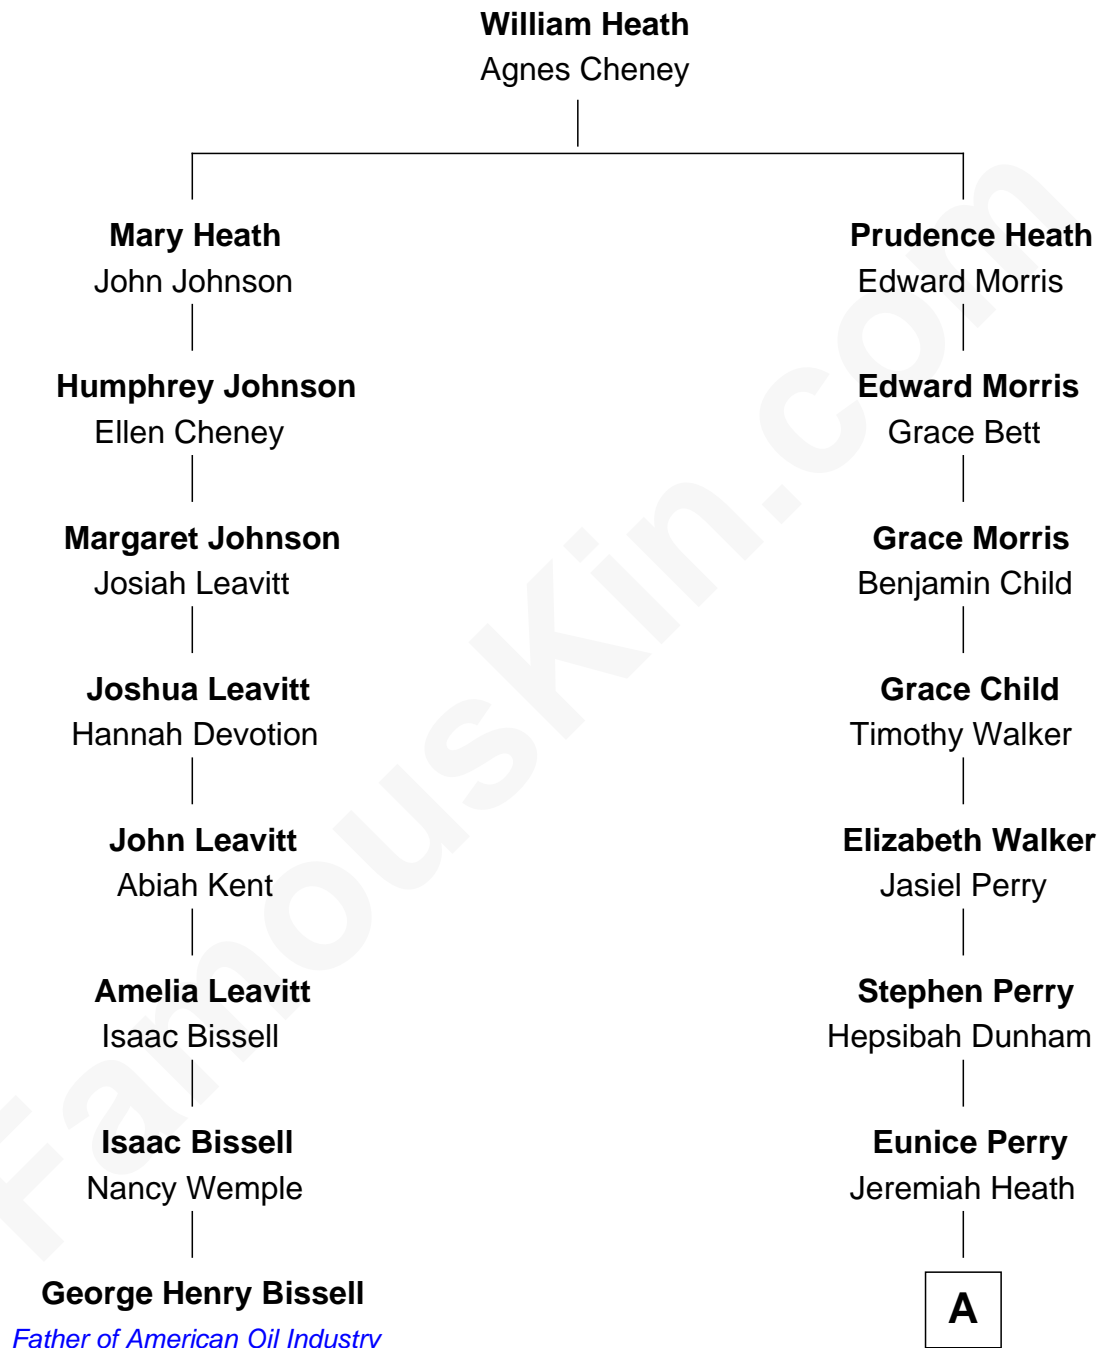 William Heath
Agnes Cheney
Mary Heath
John Johnson
Prudence Heath
Edward Morris
Humphrey Johnson
Ellen Cheney
Edward Morris
Grace Bett
Margaret Johnson
Josiah Leavitt
Grace Morris
Benjamin Child
Joshua Leavitt
Hannah Devotion
Grace Child
Timothy Walker
John Leavitt
Abiah Kent
Elizabeth Walker
Jasiel Perry
Amelia Leavitt
Isaac Bissell
Stephen Perry
Hepsibah Dunham
Isaac Bissell
Nancy Wemple
Eunice Perry
Jeremiah Heath
George Henry Bissell
Father of American Oil Industry
A
FamousKin.com